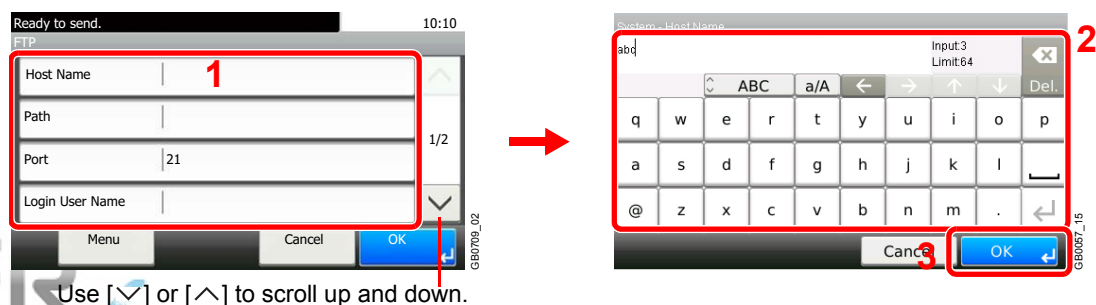 Ready to send. 10:10
FTP
Host Name 1
Path
1/2
Port 21
Login User Name
Menu Cancel OK
GB0709_02
Use [∨] or [∧] to scroll up and down.
System - Host Name
2
abc Input:3
Limit:64
ABC a/A ← → ↑ ↓ Del.
q w e r t y u i o p
a s d f g h j k l
@ z x c v b n m .
Cancel 3 OK
GB0057_15